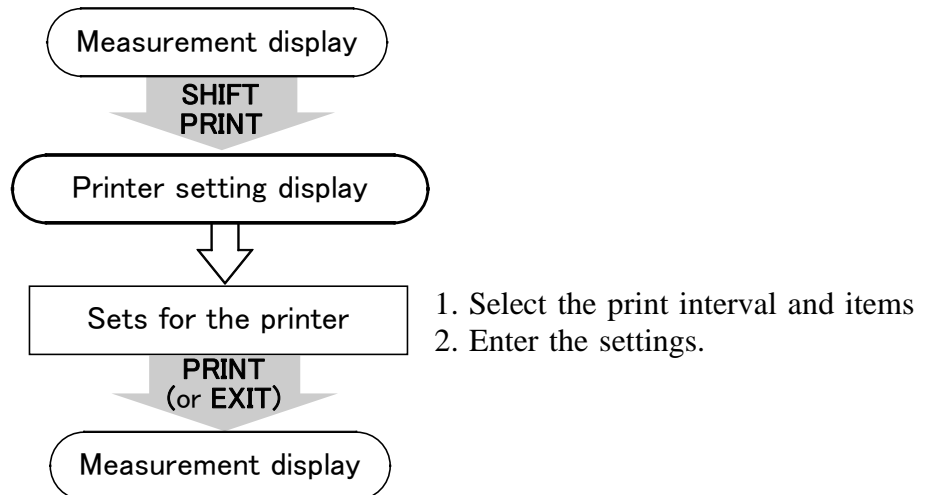 Measurement display
SHIFT
PRINT
Printer setting display
Sets for the printer
1. Select the print interval and items
2. Enter the settings.
PRINT
(or EXIT)
Measurement display